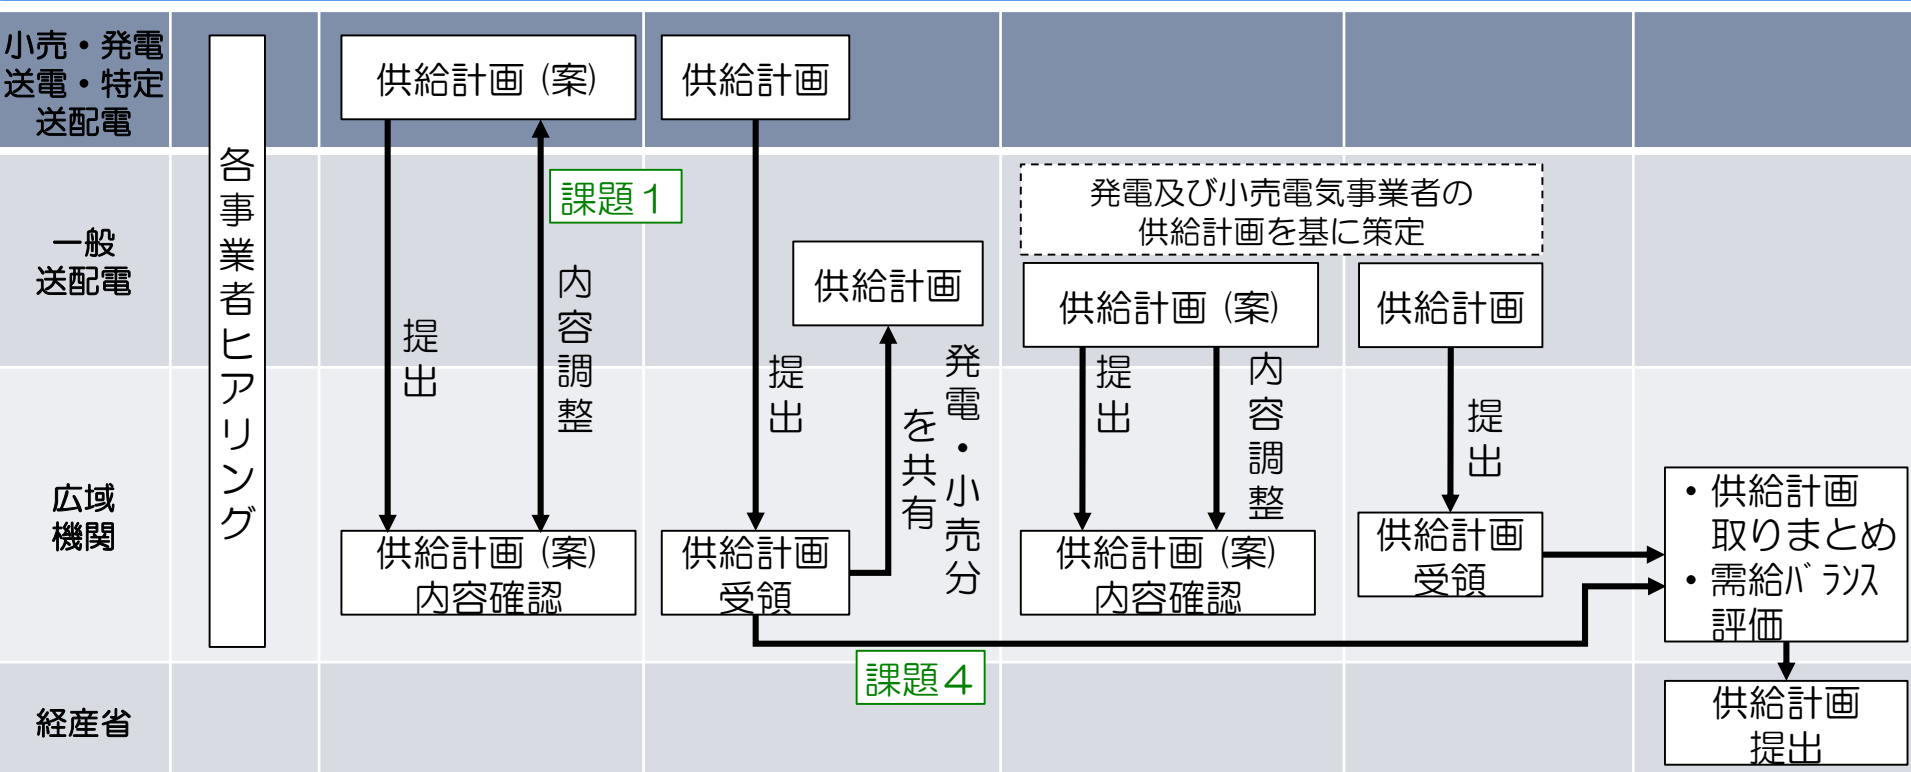 小売・発電
送電・特定
送配電
各事業者ヒアリング
供給計画（案）
供給計画
課題１
発電及び小売電気事業者の
供給計画を基に策定
一般
送配電
供給計画
供給計画（案）
供給計画
提出
内容調整
提出
発電・小売分
を共有
提出
内容調整
提出
広域
機関
供給計画（案）
内容確認
供給計画
受領
供給計画（案）
内容確認
供給計画
受領
・供給計画
取りまとめ
・需給ﾊﾞﾗﾝｽ
評価
課題４
経産省
供給計画
提出